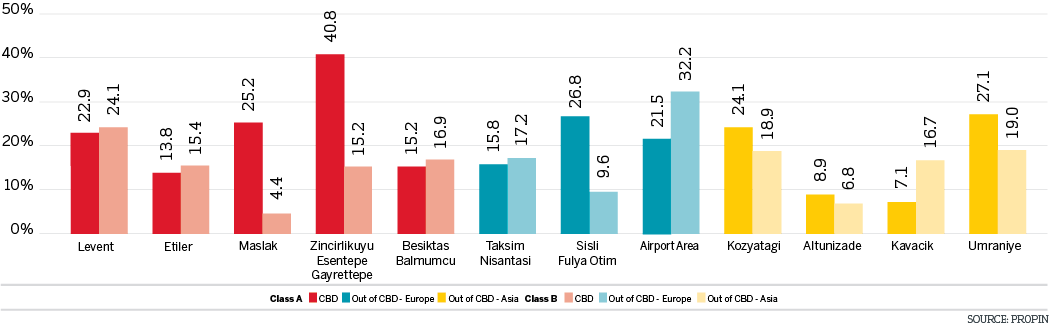 50%
40%
30%
20%
10%
0%
22.9
24.1
13.8
15.4
25.2
4.4
40.8
15.2
15.2
16.9
15.8
17.2
26.8
9.6
21.5
32.2
24.1
18.9
8.9
6.8
7.1
16.7
27.1
19.0
Levent
Etiler
Maslak
Zincirlikuyu
Esentepe
Gayrettepe
Besiktas
Balmumcu
Taksim
Nisantasi
Sisli
Fulya Otim
Airport Area
Kozyatagi
Altunizade
Kavacik
Umraniye
Class A CBD Out of CBD - Europe Out of CBD - Asia Class B CBD Out of CBD - Europe Out of CBD - Asia
SOURCE: PROPIN